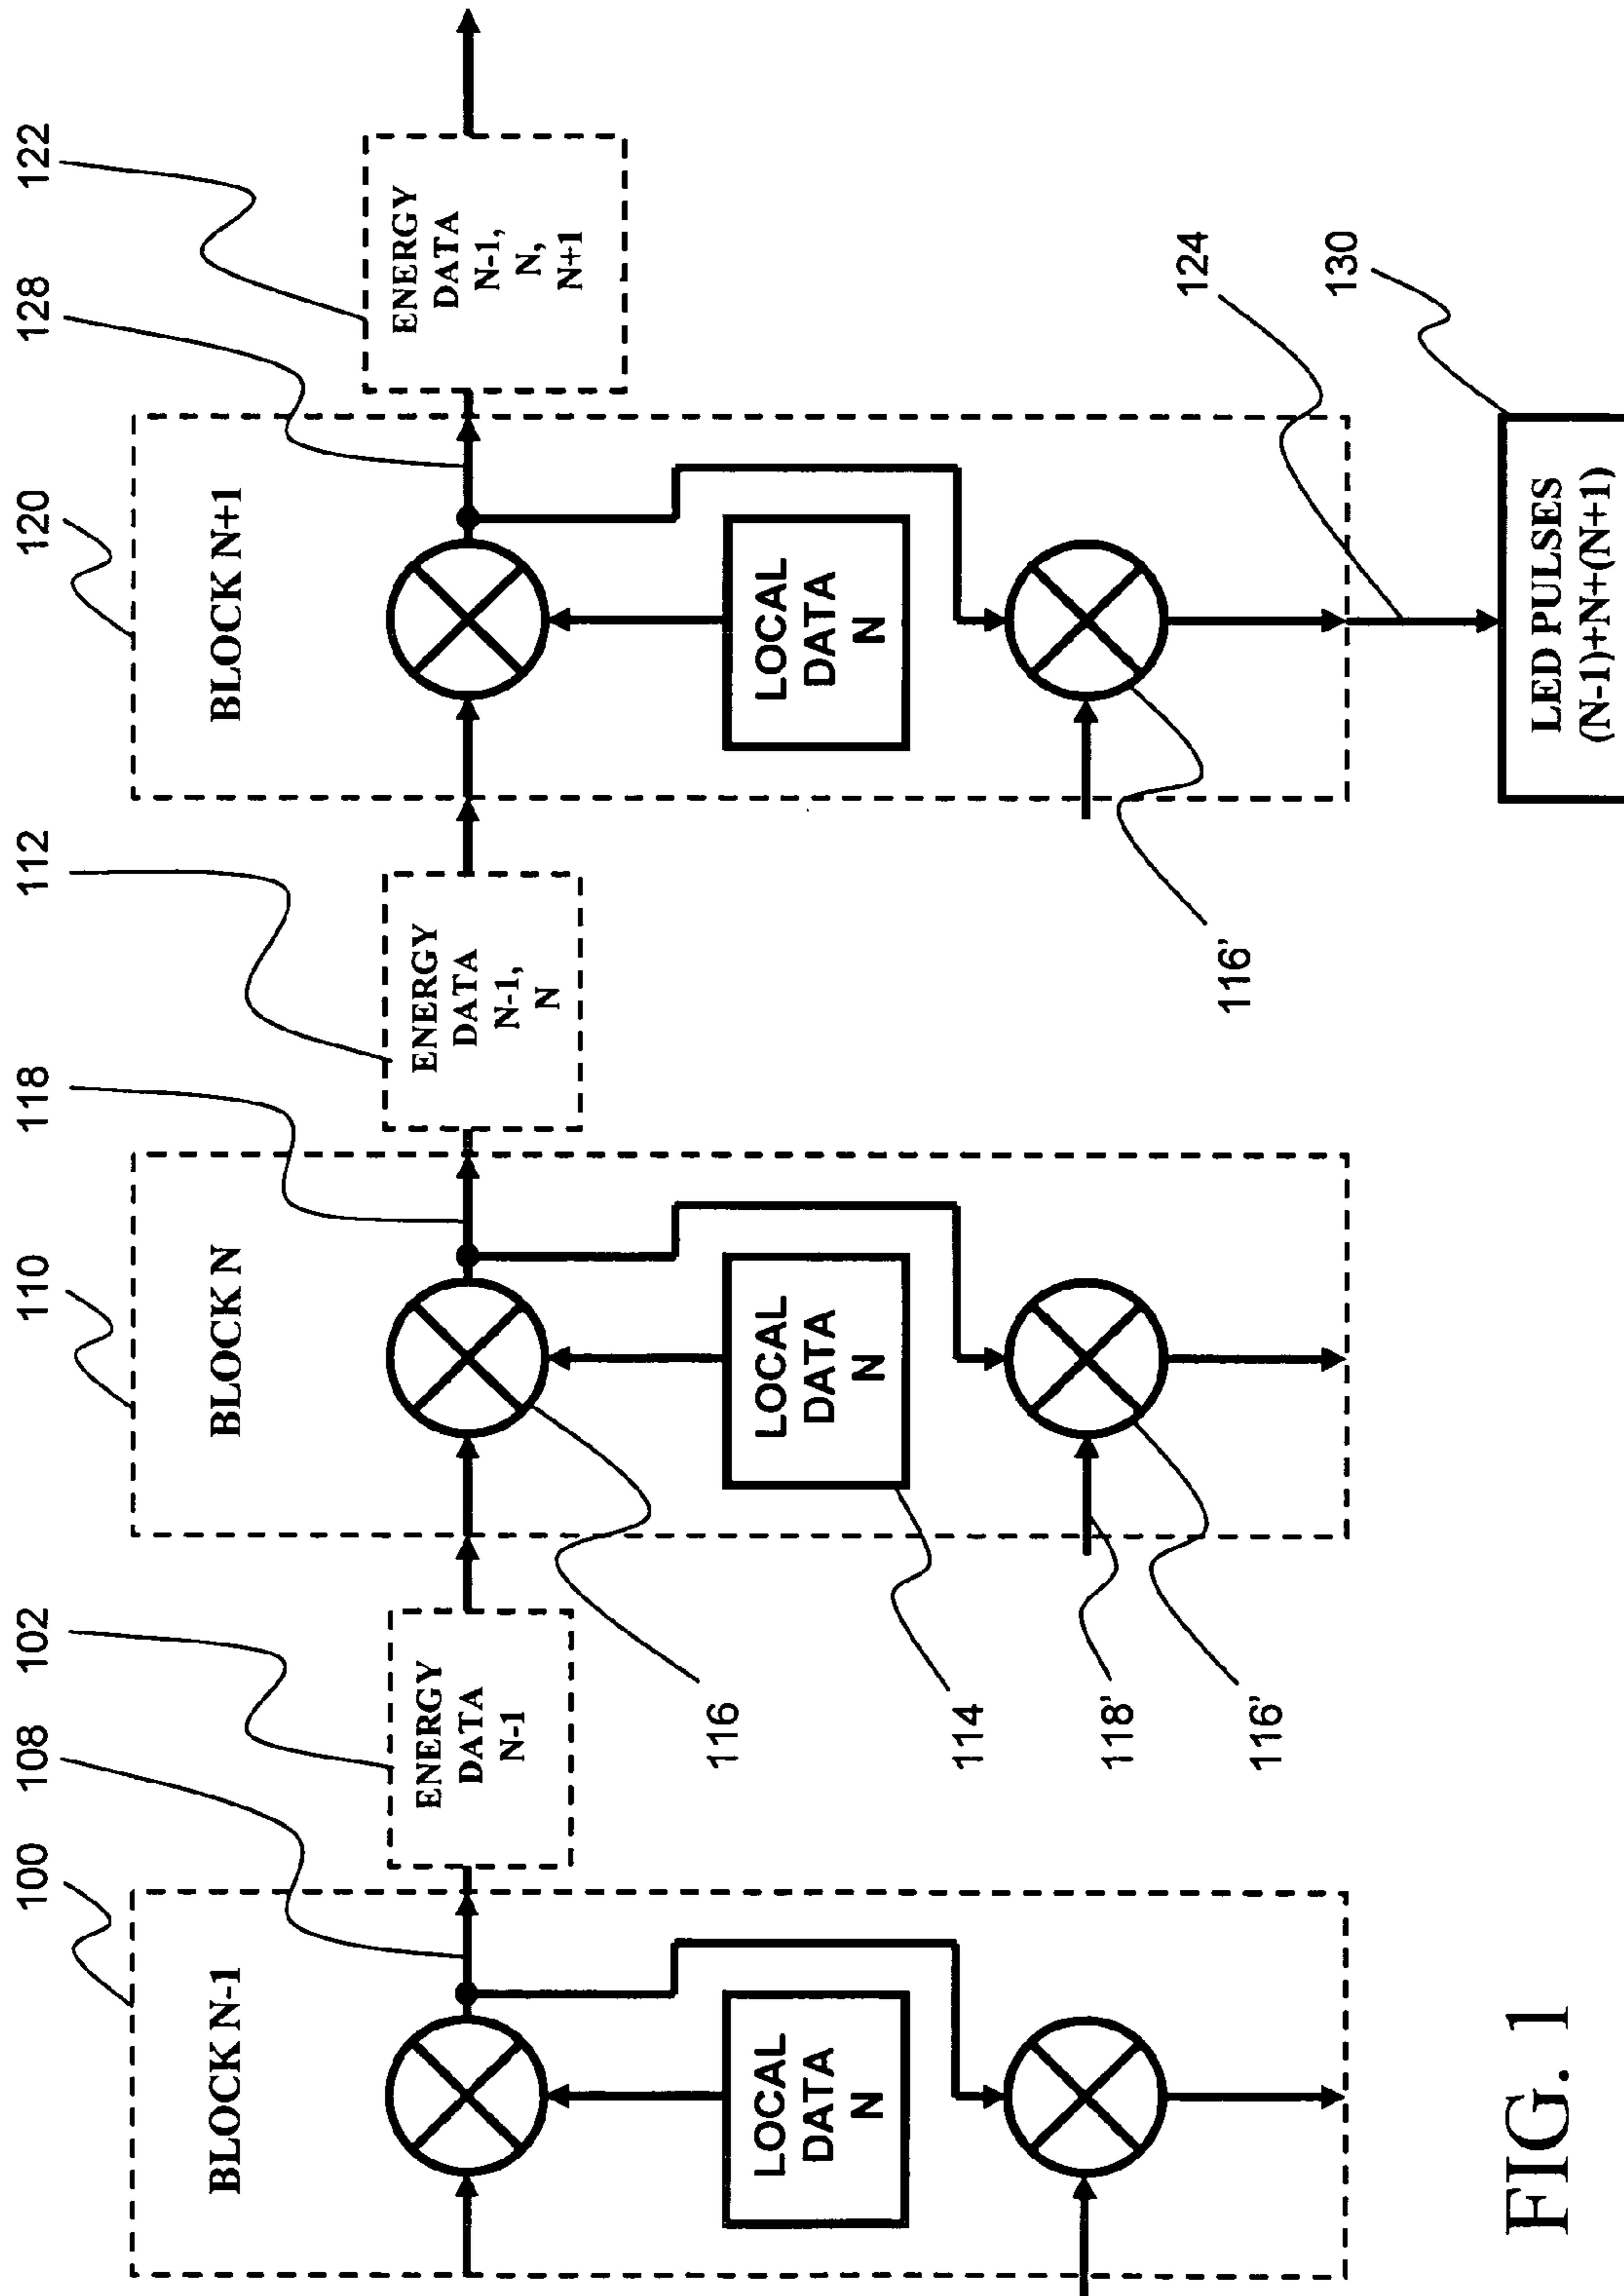 100
108
102
110
118
112
120
128
122
BLOCK N-1
BLOCK N
BLOCK N+1
ENERGY
DATA
N-1
ENERGY
DATA
N-1,
N
ENERGY
DATA
N-1,
N,
N+1
LOCAL
DATA
N
LOCAL
DATA
N
LOCAL
DATA
N
116
114
118'
116'
116'
124
130
LED PULSES
(N-1)+N+(N+1)
FIG. 1